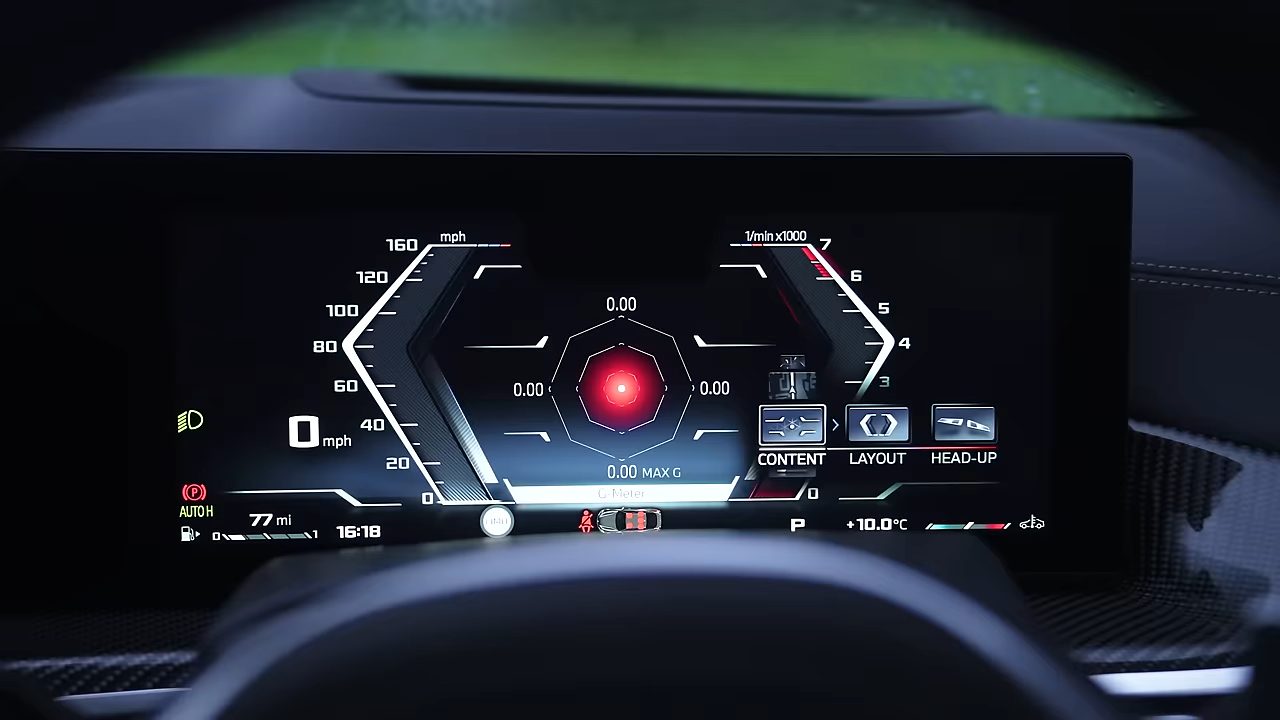 160
mph
120
100
80
60
40
20
0
0 mph
1/min x1000
7
6
5
4
3
0
0.00
0.00
0.00
0.00 MAX G
G-Meter
CONTENT
LAYOUT
HEAD-UP
(P)
AUTO H
77 mi
0
1
16:18
P
+10.0°C